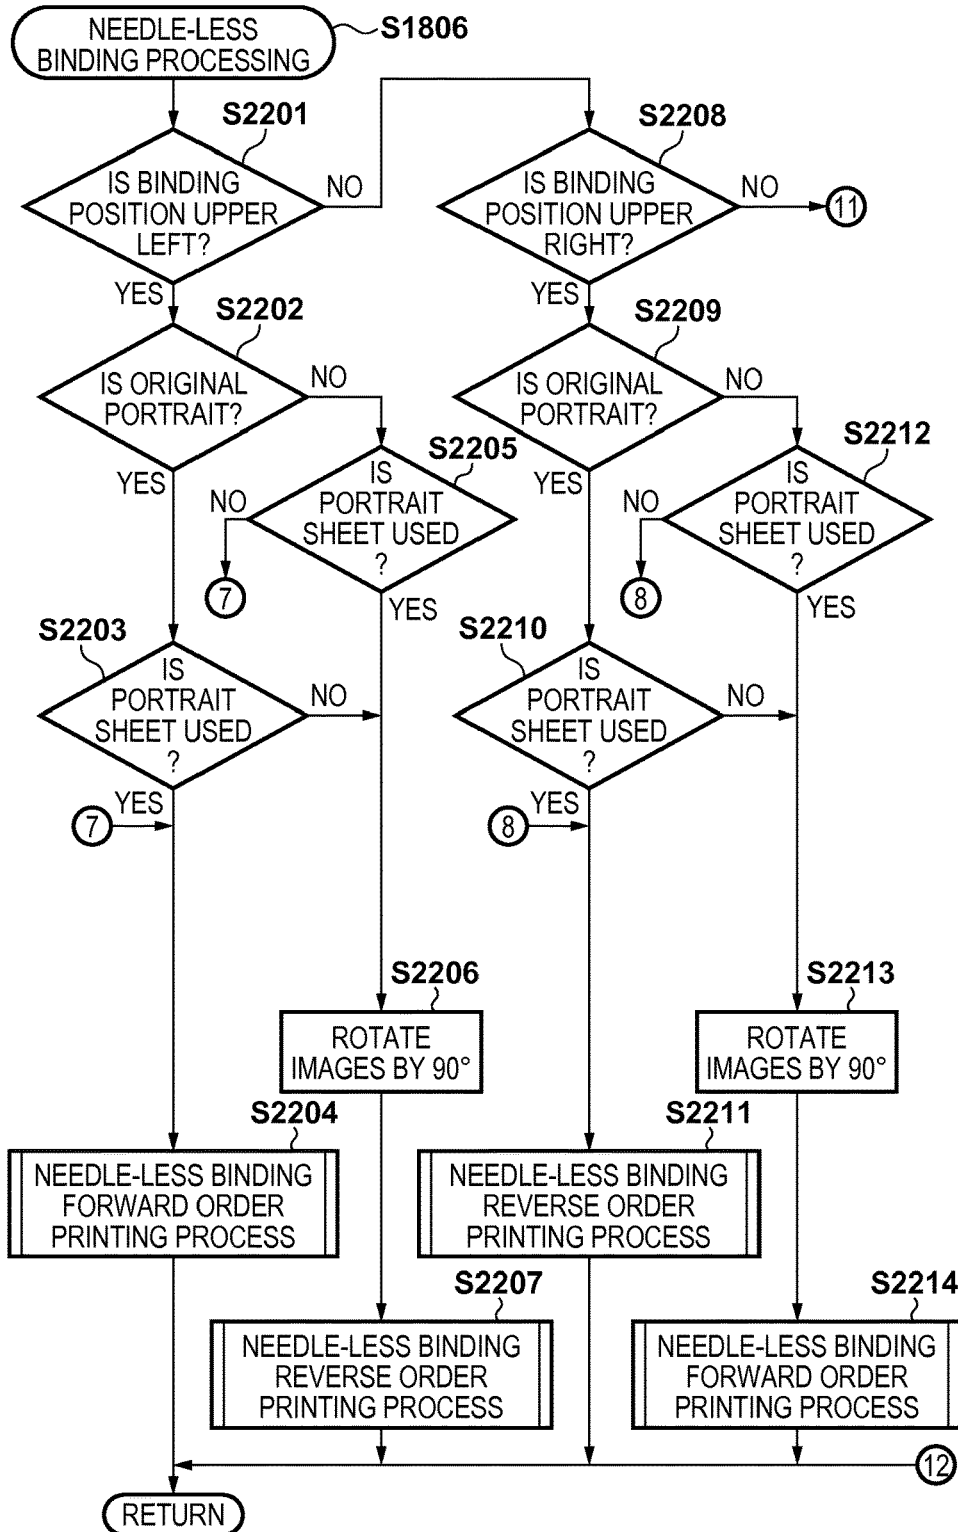 NEEDLE-LESS
BINDING PROCESSING
S1806
S2201
IS BINDING
POSITION UPPER
LEFT?
NO
YES
S2208
IS BINDING
POSITION UPPER
RIGHT?
NO
11
YES
S2202
IS ORIGINAL
PORTRAIT?
NO
YES
S2205
IS
PORTRAIT
SHEET USED
?
NO
7
YES
S2209
IS ORIGINAL
PORTRAIT?
NO
YES
S2212
IS
PORTRAIT
SHEET USED
?
NO
8
YES
S2203
IS
PORTRAIT
SHEET USED
?
NO
YES
7
S2210
IS
PORTRAIT
SHEET USED
?
NO
YES
8
S2206
ROTATE
IMAGES BY 90°
S2213
ROTATE
IMAGES BY 90°
S2204
NEEDLE-LESS BINDING
FORWARD ORDER
PRINTING PROCESS
S2211
NEEDLE-LESS BINDING
REVERSE ORDER
PRINTING PROCESS
S2207
NEEDLE-LESS BINDING
REVERSE ORDER
PRINTING PROCESS
S2214
NEEDLE-LESS BINDING
FORWARD ORDER
PRINTING PROCESS
12
RETURN